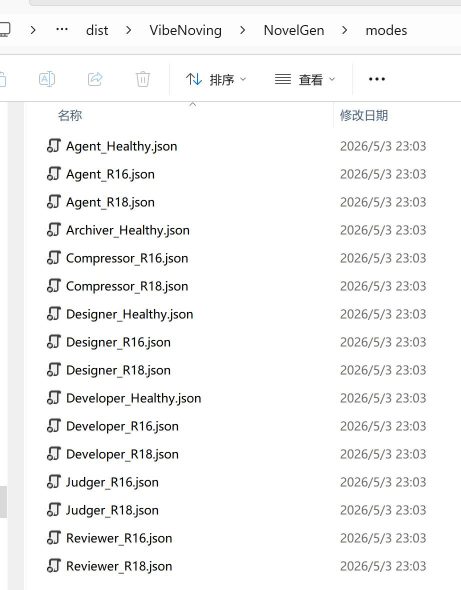 … dist VibeNoving NovelGen modes
排序 查看 …
名称 修改日期
Agent_Healthy.json 2026/5/3 23:03
Agent_R16.json 2026/5/3 23:03
Agent_R18.json 2026/5/3 23:03
Archiver_Healthy.json 2026/5/3 23:03
Compressor_R16.json 2026/5/3 23:03
Compressor_R18.json 2026/5/3 23:03
Designer_Healthy.json 2026/5/3 23:03
Designer_R16.json 2026/5/3 23:03
Designer_R18.json 2026/5/3 23:03
Developer_Healthy.json 2026/5/3 23:03
Developer_R16.json 2026/5/3 23:03
Developer_R18.json 2026/5/3 23:03
Judger_R16.json 2026/5/3 23:03
Judger_R18.json 2026/5/3 23:03
Reviewer_R16.json 2026/5/3 23:03
Reviewer_R18.json 2026/5/3 23:03